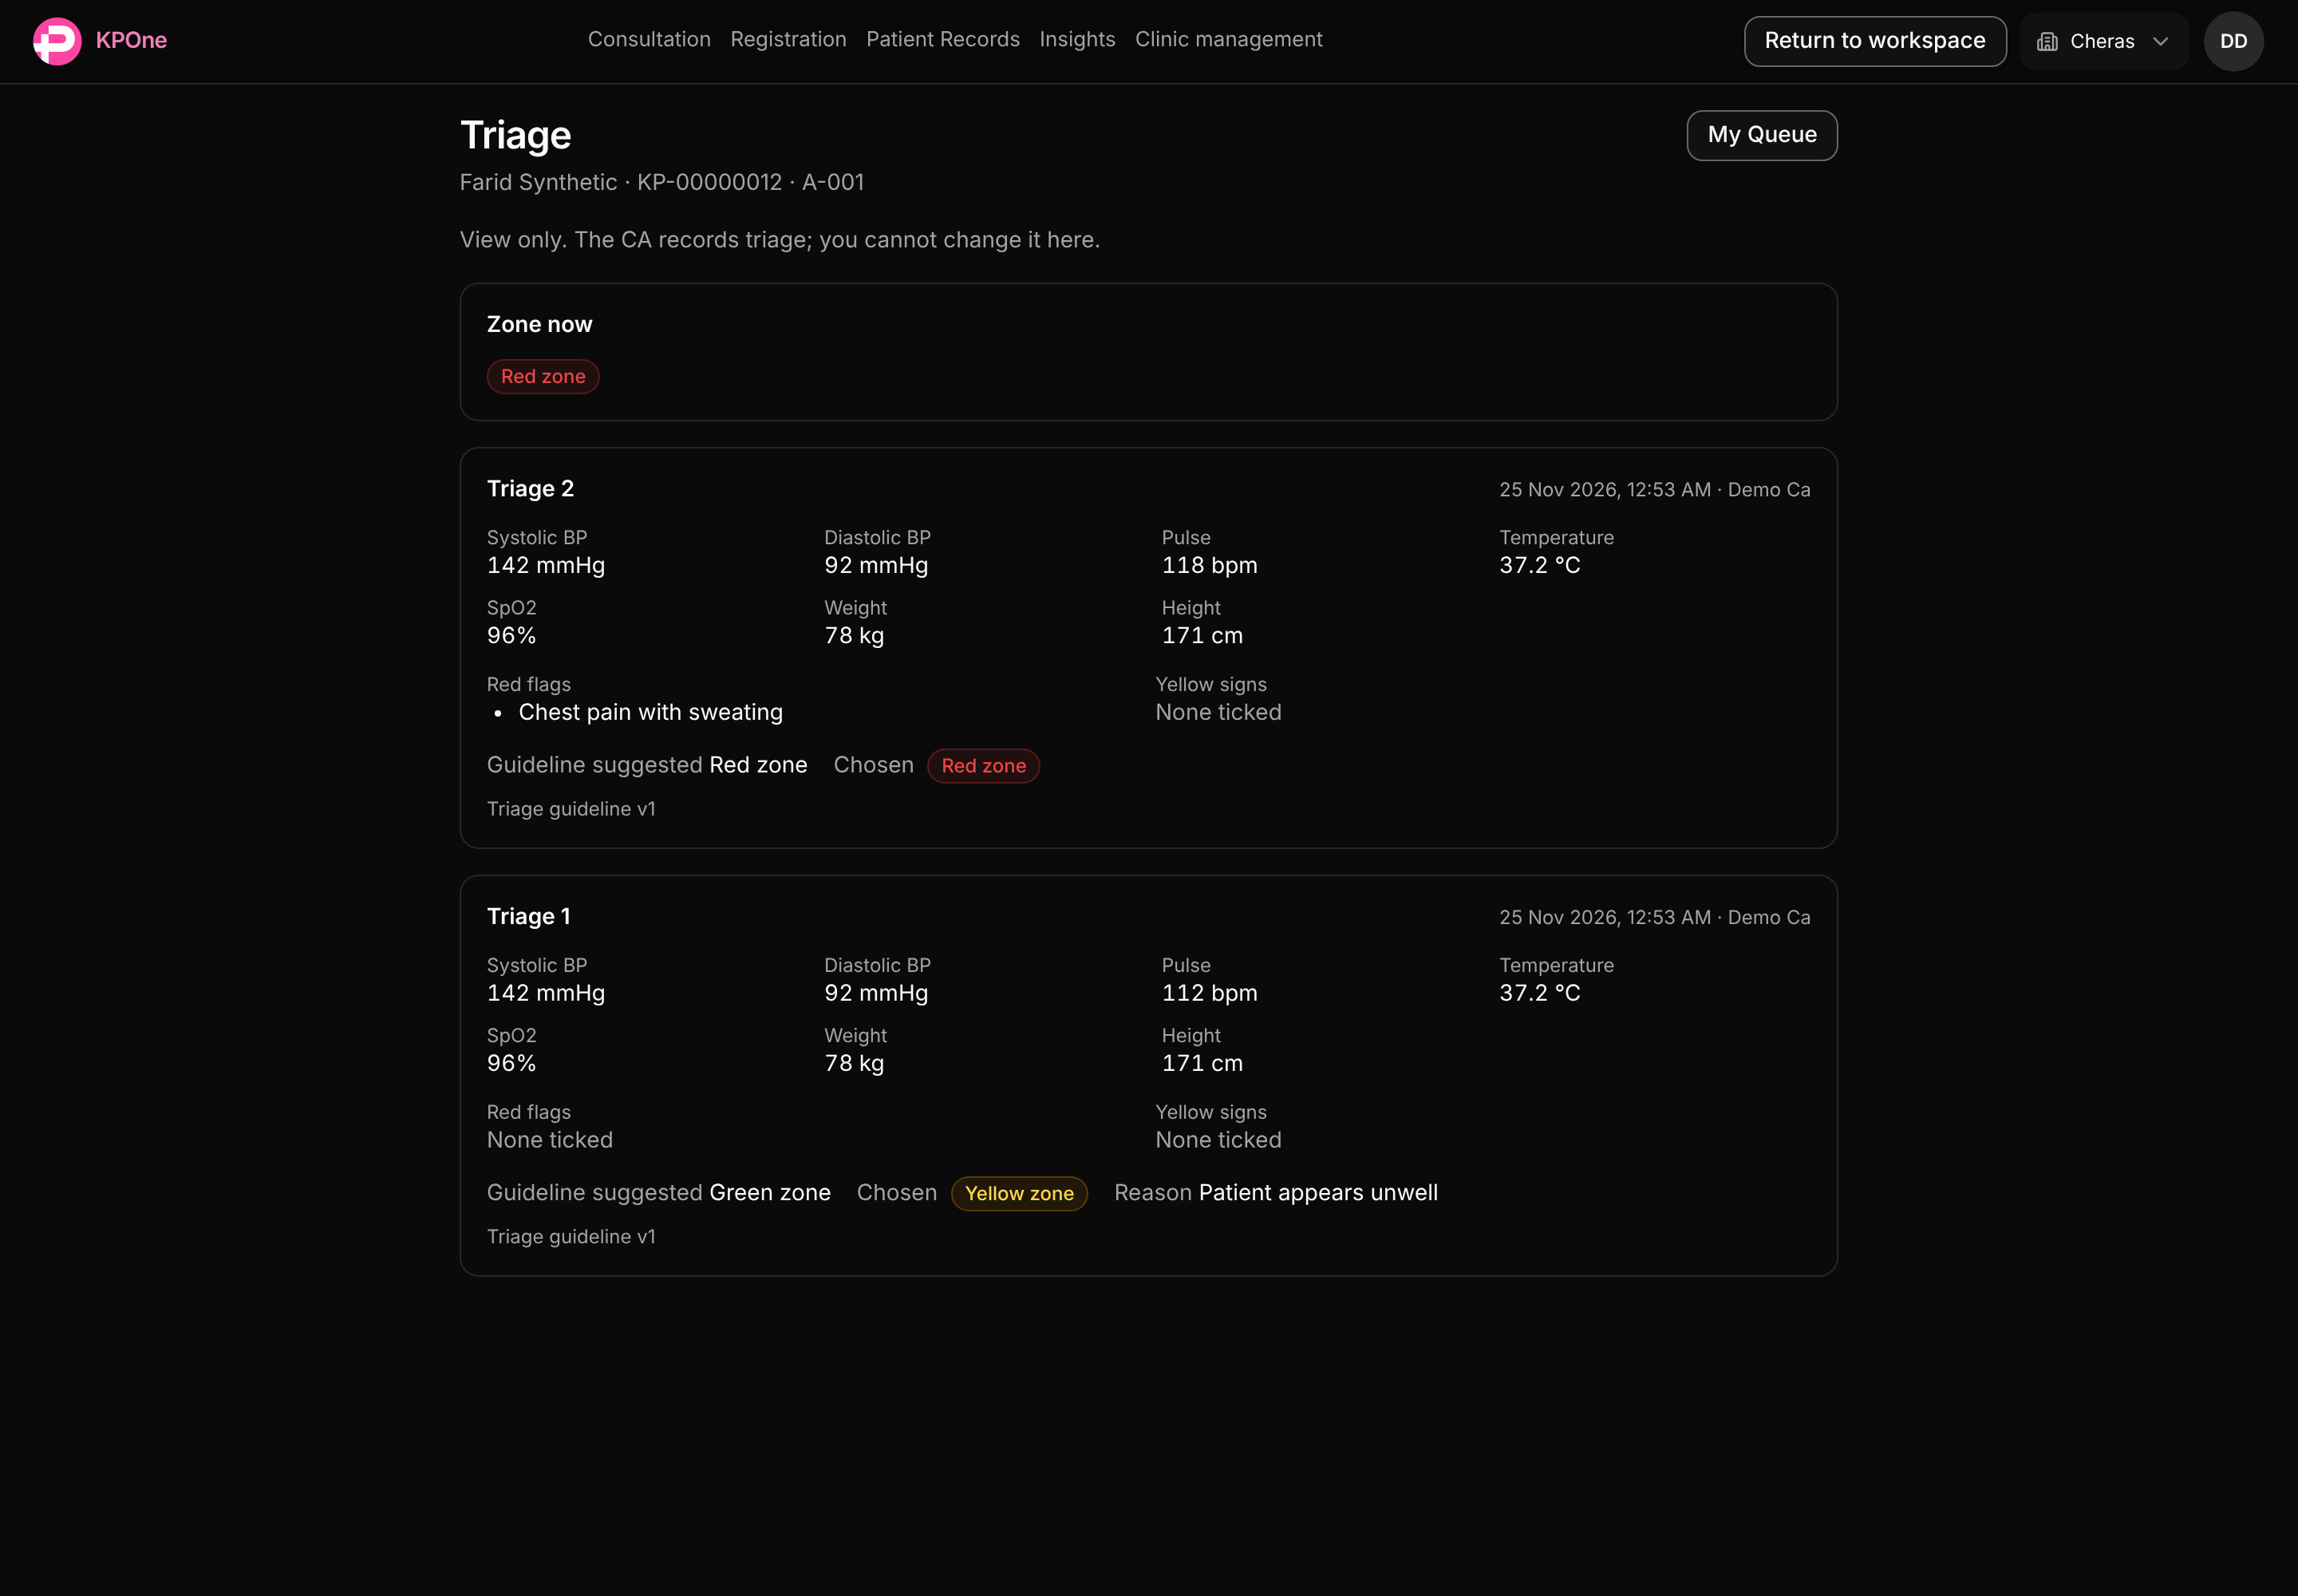 KPOne
Consultation Registration Patient Records Insights Clinic management
Return to workspace
Cheras
DD
Triage
My Queue
Farid Synthetic · KP-00000012 · A-001
View only. The CA records triage; you cannot change it here.
Zone now
Red zone
Triage 2
25 Nov 2026, 12:53 AM · Demo Ca
Systolic BP Diastolic BP Pulse Temperature
142 mmHg 92 mmHg 118 bpm 37.2 °C
SpO2 Weight Height
96% 78 kg 171 cm
Red flags Yellow signs
• Chest pain with sweating None ticked
Guideline suggested Red zone Chosen Red zone
Triage guideline v1
Triage 1
25 Nov 2026, 12:53 AM · Demo Ca
Systolic BP Diastolic BP Pulse Temperature
142 mmHg 92 mmHg 112 bpm 37.2 °C
SpO2 Weight Height
96% 78 kg 171 cm
Red flags Yellow signs
None ticked None ticked
Guideline suggested Green zone Chosen Yellow zone Reason Patient appears unwell
Triage guideline v1